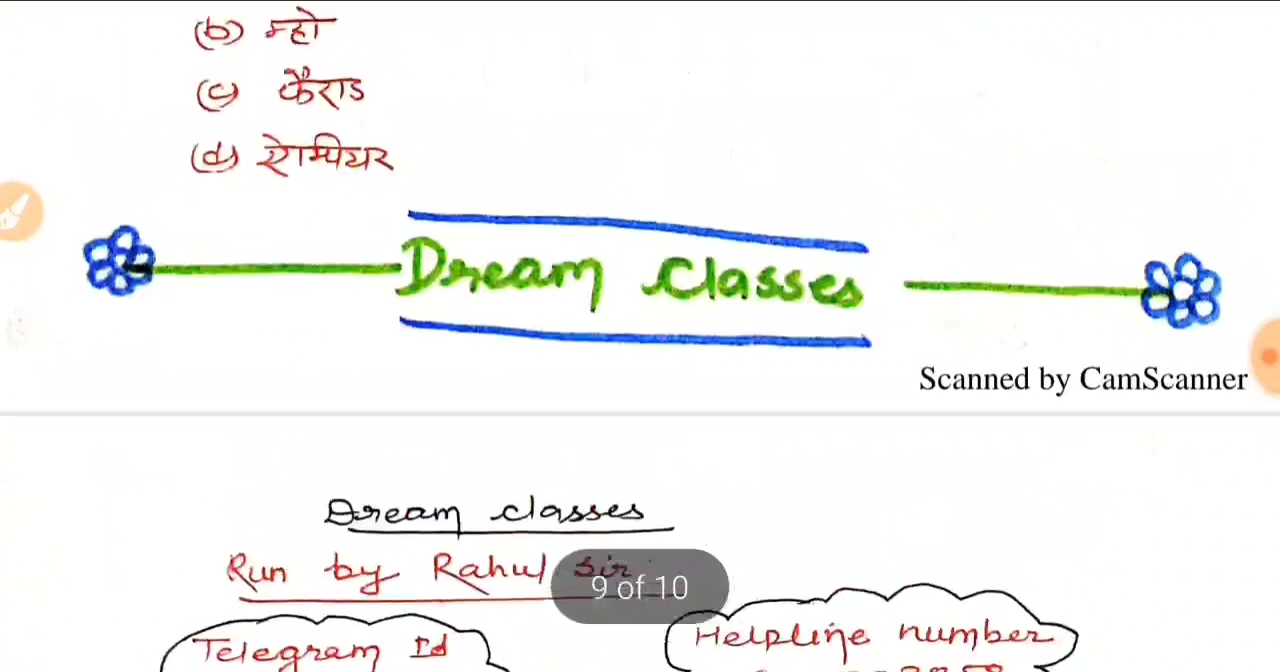 (b) म्हो
(c) कैराड
(d) ऐम्पियर
Dream Classes
Scanned by CamScanner
Dream classes
Run by Rahul Sir
9 of 10
Telegram Id
Helpline number